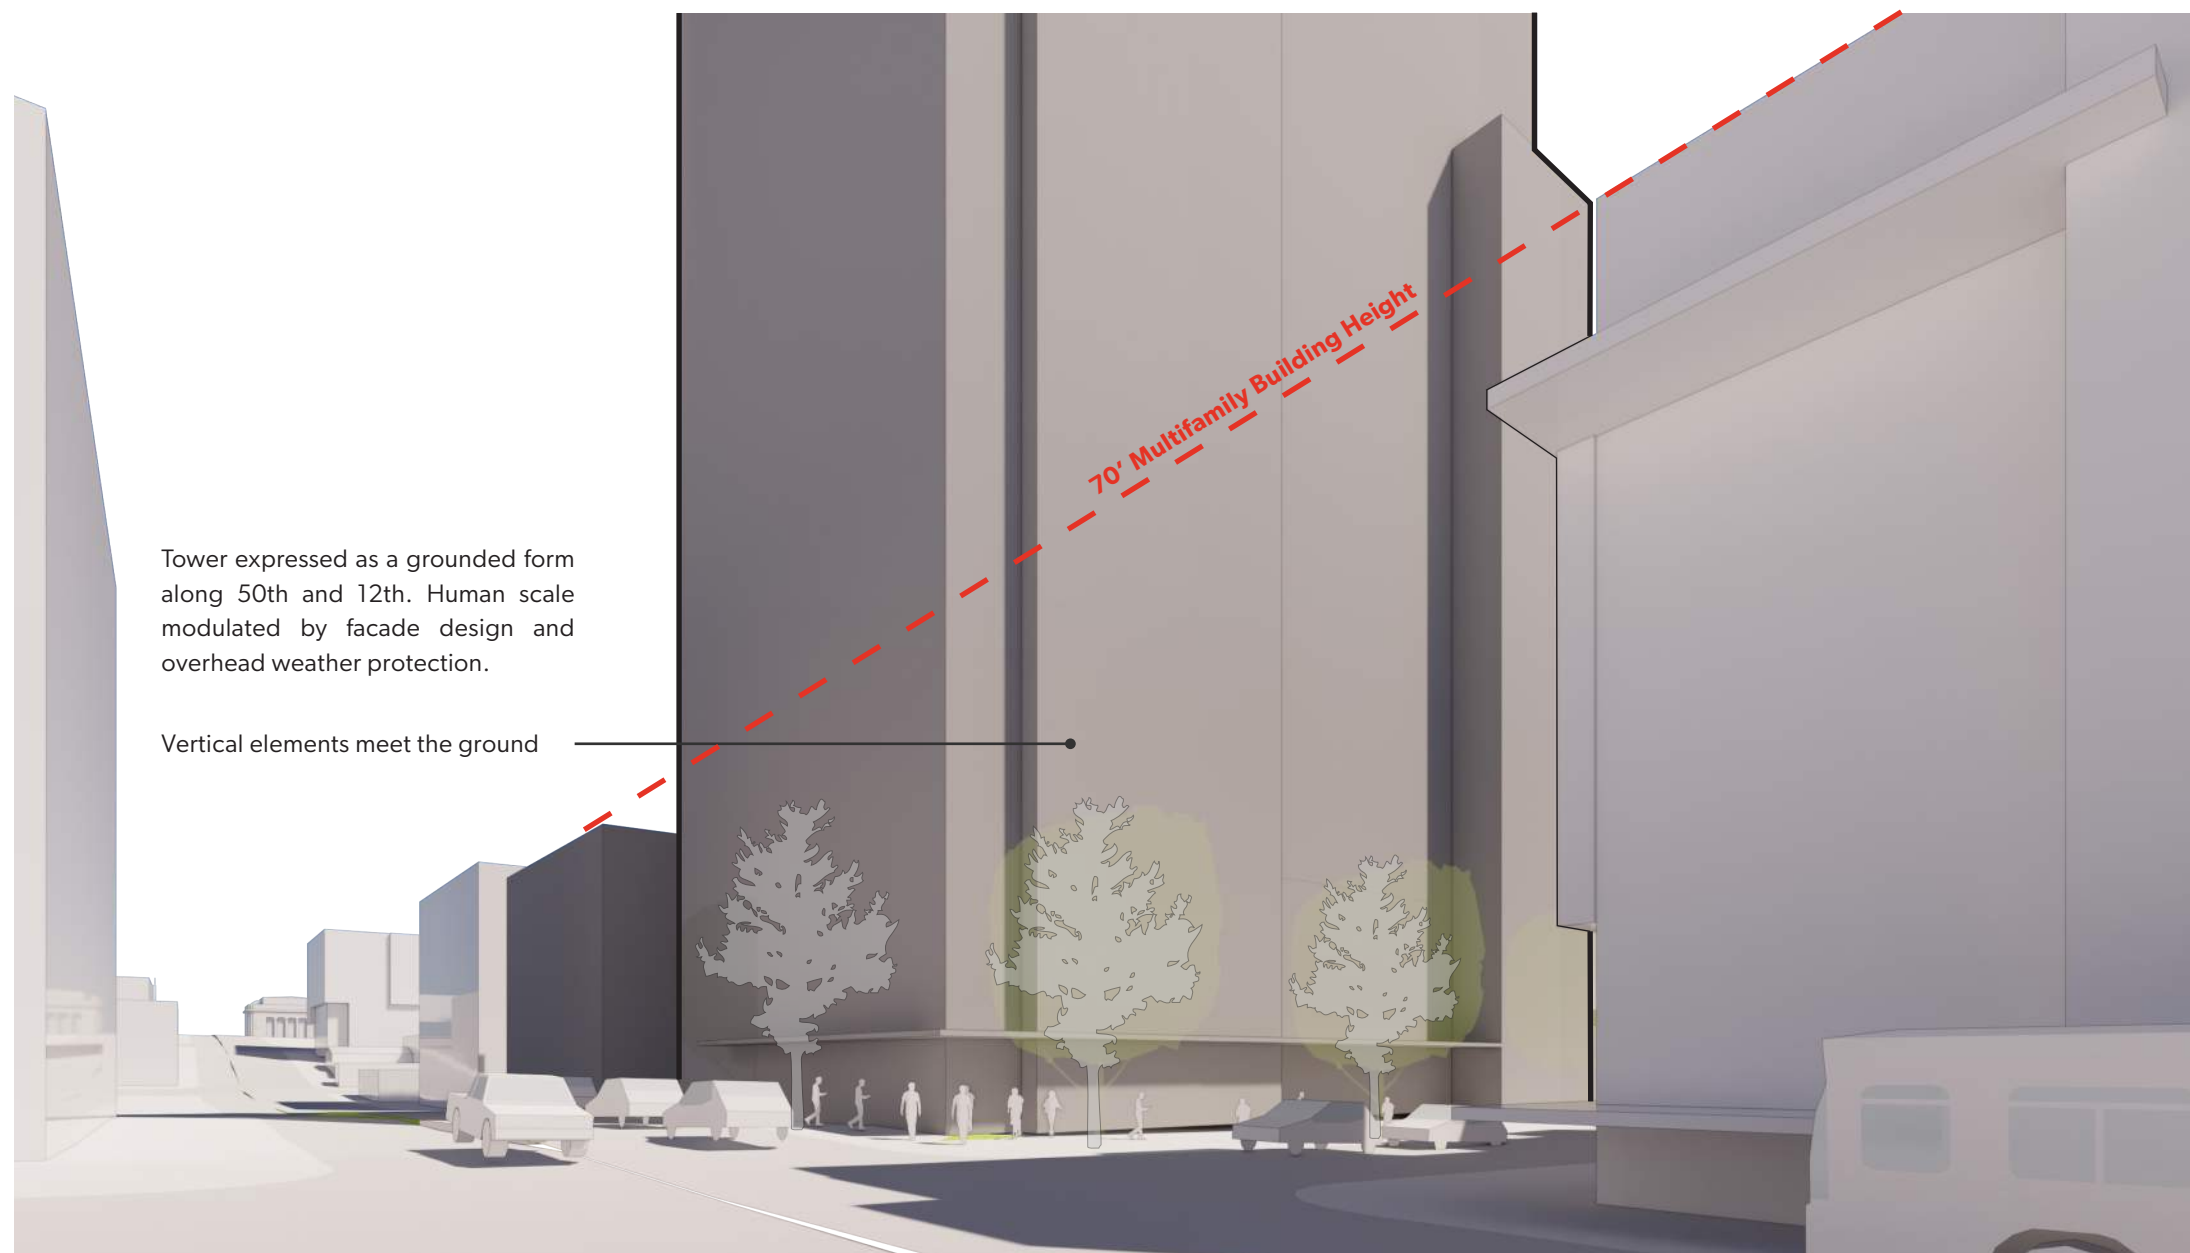 70’ Multifamily Building Height
Tower expressed as a grounded form
along 50th and 12th. Human scale
modulated by facade design and
overhead weather protection.
Vertical elements meet the ground